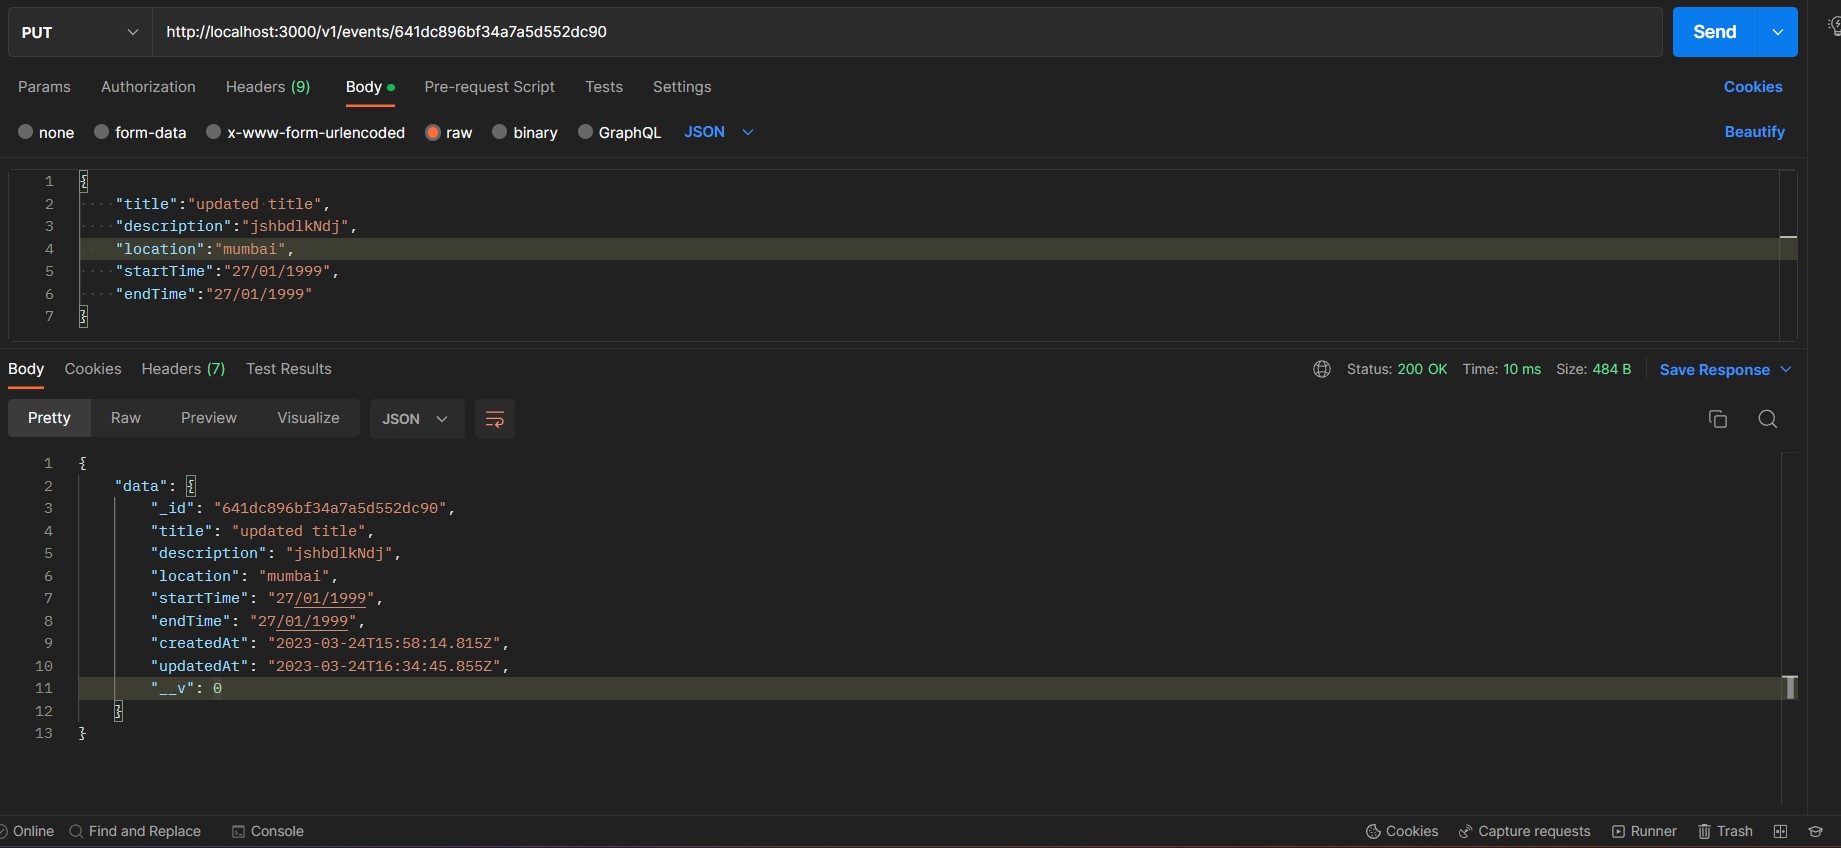 PUT http://localhost:3000/v1/events/641dc896bf34a7a5d552dc90 Send
Params Authorization Headers (9) Body Pre-request Script Tests Settings Cookies
none form-data x-www-form-urlencoded raw binary GraphQL JSON Beautify
1 {
2 "title":"updated title",
3 "description":"jshbdlkNdj",
4 "location":"mumbai",
5 "startTime":"27/01/1999",
6 "endTime":"27/01/1999"
7 }
Body Cookies Headers (7) Test Results Status: 200 OK Time: 10 ms Size: 484 B Save Response
Pretty Raw Preview Visualize JSON
1 {
2 "data": {
3 "_id": "641dc896bf34a7a5d552dc90",
4 "title": "updated title",
5 "description": "jshbdlkNdj",
6 "location": "mumbai",
7 "startTime": "27/01/1999",
8 "endTime": "27/01/1999",
9 "createdAt": "2023-03-24T15:58:14.815Z",
10 "updatedAt": "2023-03-24T16:34:45.855Z",
11 "__v": 0
12 }
13 }
Online Find and Replace Console Cookies Capture requests Runner Trash